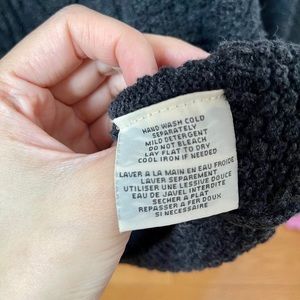 HAND WASH COLD
SEPARATELY
MILD DETERGENT
DO NOT BLEACH
LAY FLAT TO DRY
COOL IRON IF NEEDED
LAVER A LA MAIN EN EAU FROIDE
LAVER SEPAREMENT
UTILISER UNE LESSIVE DOUCE
EAU DE JAVEL INTERDITE
SECHER A PLAT
REPASSER A FER DOUX
SI NECESSAIRE